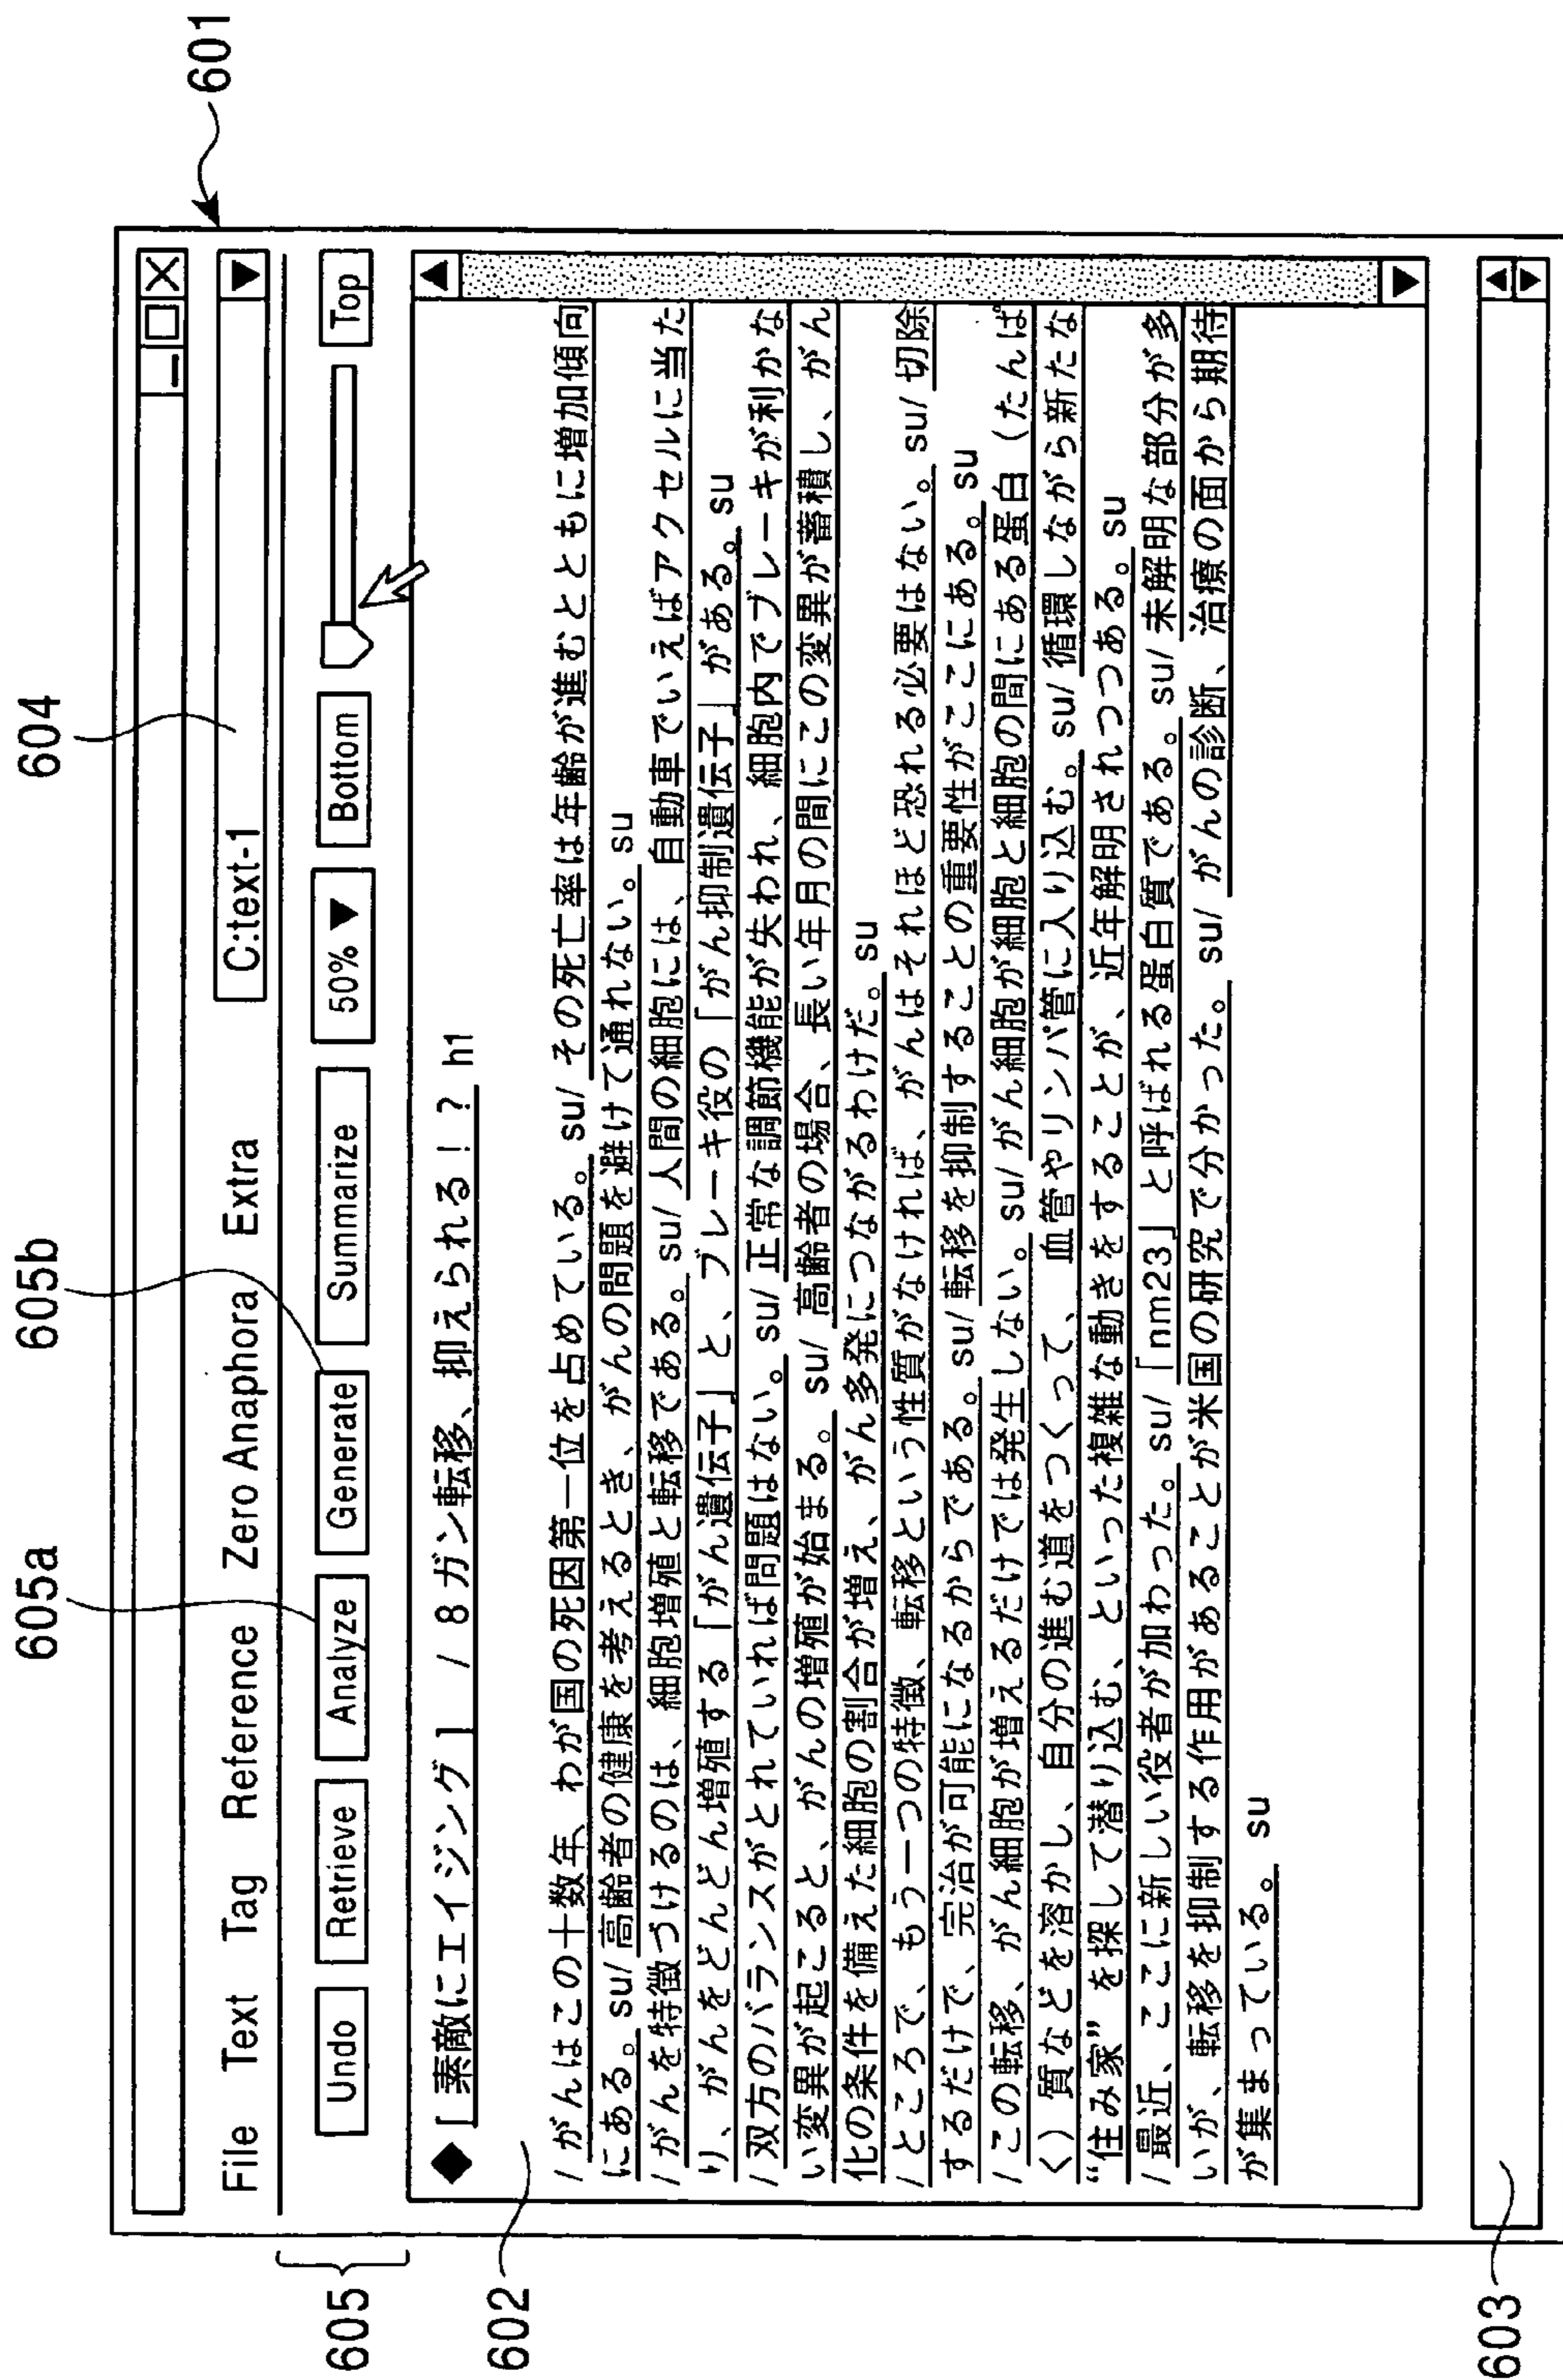 601
604
605a
605b
C:text-1
File Text Tag Reference Zero Anaphora Extra
Undo Retrieve Analyze Generate Summarize 50% ▼ Bottom Top
605
602
◆［素敵にエイジング］/8ガン転移、抑えられる！？h1
/がんはこの十数年、わが国の死因第一位を占めている。su/その死亡率は年齢が進むとともに増加傾向
にある。su/高齢者の健康を考えるとき、がんの問題を避けて通れない。su
/がんを特徴づけるのは、細胞増殖と転移である。su/人間の細胞には、自動車でいえばアクセルに当た
り、がんをどんどん増殖する「がん遺伝子」と、ブレーキ役の「がん抑制遺伝子」がある。su
/双方のバランスがとれていれば問題はない。su/正常な調節機能が失われ、細胞内でブレーキが利かな
い変異が起こると、がんの増殖が始まる。su/高齢者の場合、長い年月の間にこの変異が蓄積し、がん
化の条件を備えた細胞の割合が増え、がん多発につながるわけだ。su
/ところで、もう一つの特徴、転移という性質がなければ、がんはそれほど恐れる必要はない。su/切除
するだけで、完治が可能になるからである。su/転移を抑制することの重要性がここにある。su
/この転移、がん細胞が増えるだけでは発生しない。su/がん細胞が細胞と細胞の間にある蛋白（たんぱ
く）質などを溶かし、自分の進む道をつくって、血管やリンパ管に入り込む。su/循環しながら新たな
“住み家”を探して潜り込む、といった複雑な動きをすることが、近年解明されつつある。su
/最近、ここに新しい役者が加わった。su/「nm23」と呼ばれる蛋白質である。su/未解明な部分が多
いが、転移を抑制する作用があることが米国の研究で分かった。su/がんの診断、治療の面から期待
が集まっている。su
603